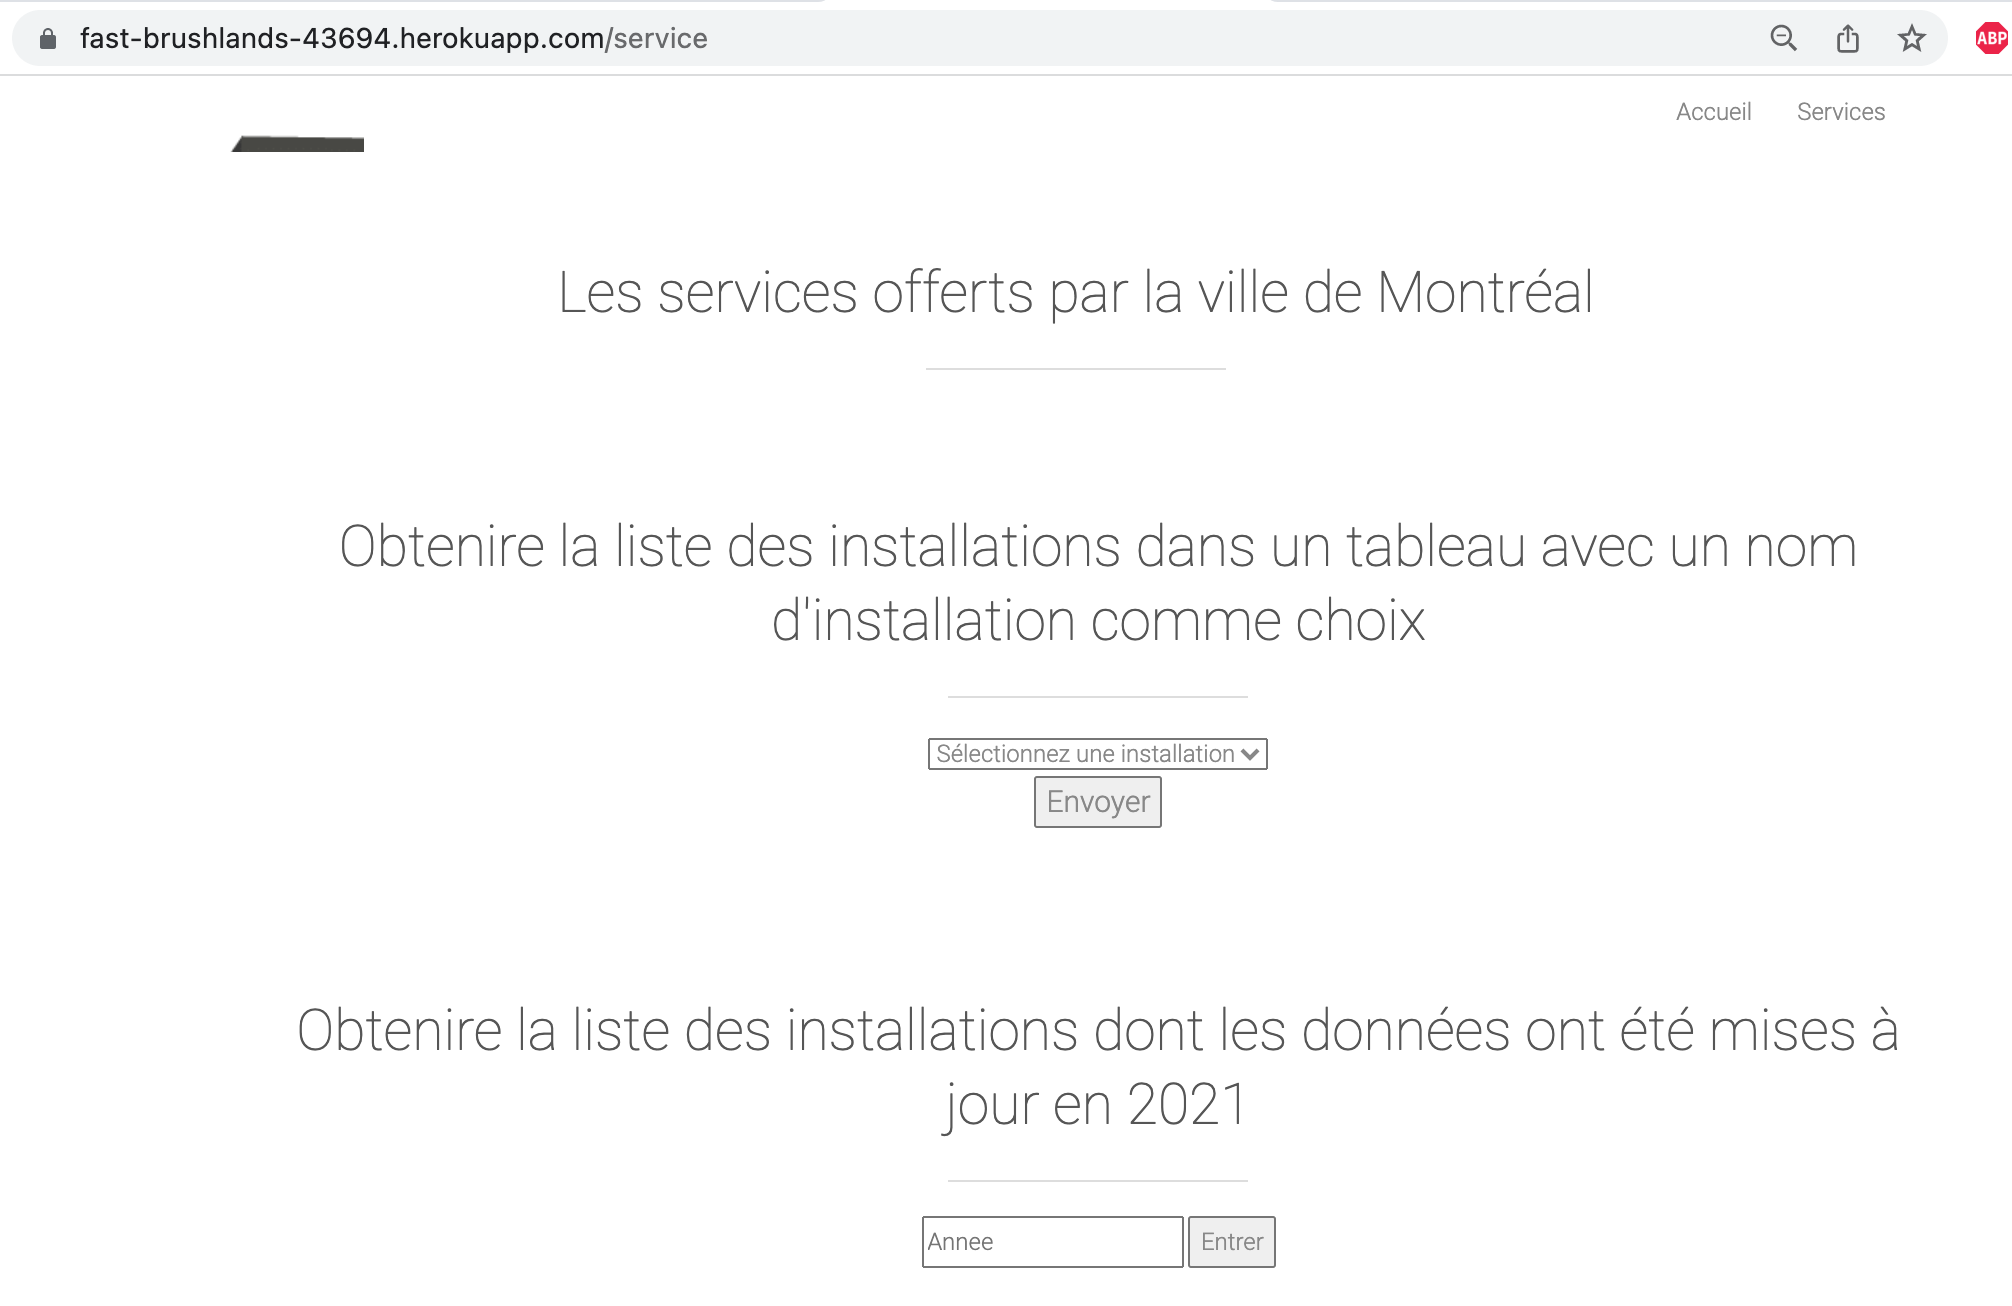 fast-brushlands-43694.herokuapp.com/service
ABP
Accueil Services
Les services offerts par la ville de Montréal
Obtenire la liste des installations dans un tableau avec un nom
d'installation comme choix
Sélectionnez une installation
Envoyer
Obtenire la liste des installations dont les données ont été mises à
jour en 2021
Annee Entrer